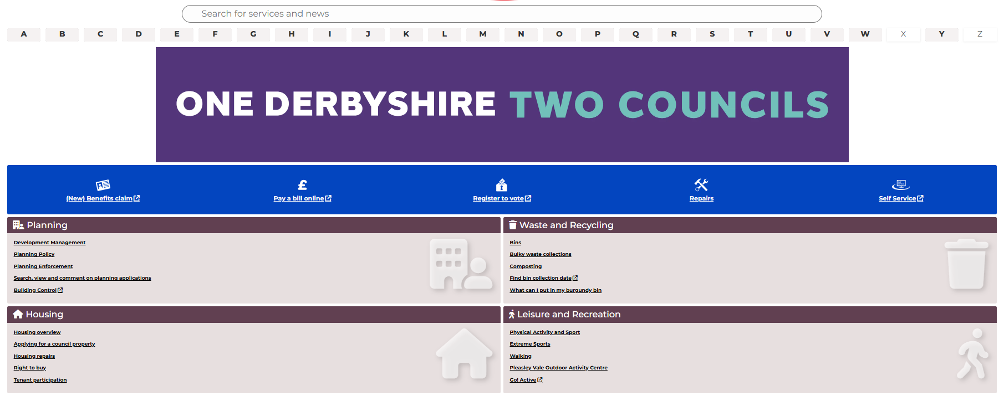 Search for services and news
A B C D E F G H I J K L M N O P Q R S T U V W X Y Z
ONE DERBYSHIRE TWO COUNCILS
(New) Benefits claim Pay a bill online Register to vote Repairs Self Service
Planning
Development Management
Planning Policy
Planning Enforcement
Search, view and comment on planning applications
Building Control
Waste and Recycling
Bins
Bulky waste collections
Composting
Find bin collection date
What can I put in my burgundy bin
Housing
Housing overview
Applying for a council property
Housing repairs
Right to buy
Tenant participation
Leisure and Recreation
Physical Activity and Sport
Extreme Sports
Walking
Pleasley Vale Outdoor Activity Centre
Go! Active